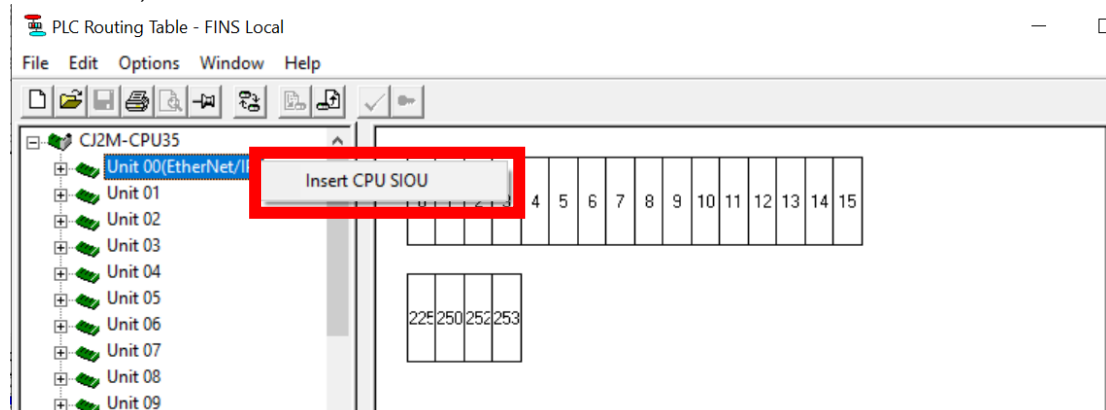 PLC Routing Table - FINS Local
File Edit Options Window Help
CJ2M-CPU35
Unit 00(EtherNet/I
Insert CPU SIOU
Unit 01
Unit 02
Unit 03
Unit 04
Unit 05
Unit 06
Unit 07
Unit 08
Unit 09
4 5 6 7 8 9 10 11 12 13 14 15
225 250 252 253